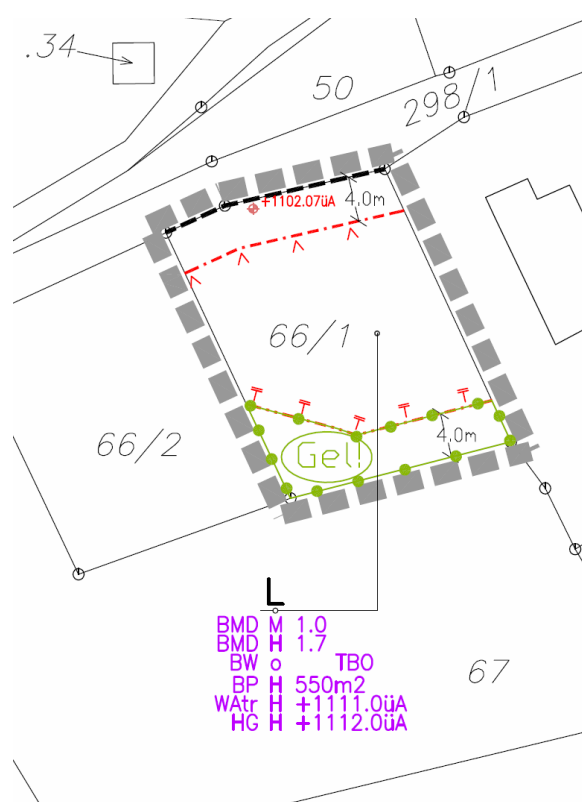 .34
50
298/1
+1102.07üA
4,0m
66/1
66/2
4,0m
Gel!
L
BMD M 1.0
BMD H 1.7
BW o TBO
BP H 550m2
WAtr H +1111.0üA
HG H +1112.0üA
67